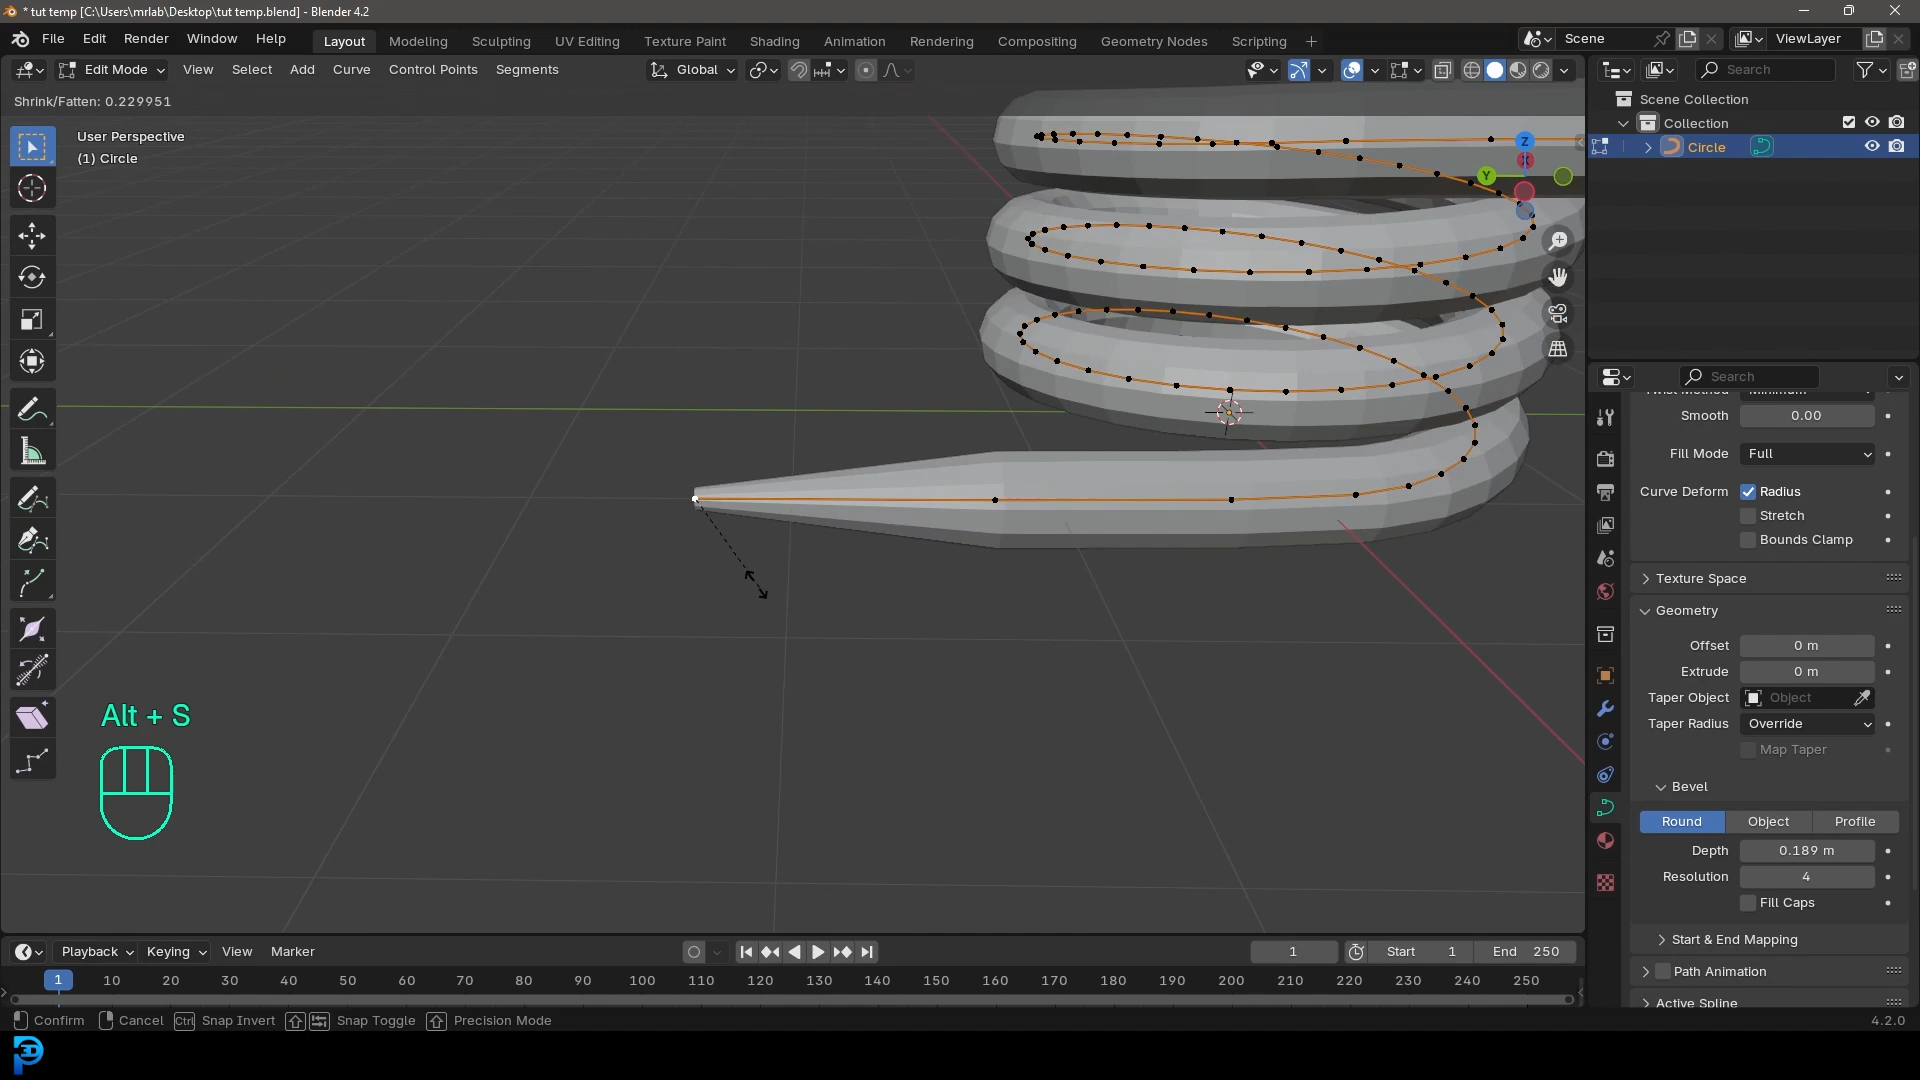 * tut temp [C:\Users\mrlab\Desktop\tut temp.blend] - Blender 4.2
File Edit Render Window Help
Layout Modeling Sculpting UV Editing Texture Paint Shading Animation Rendering Compositing Geometry Nodes Scripting +
Scene
ViewLayer
Edit Mode View Select Add Curve Control Points Segments
Global
Search
Shrink/Fatten: 0.229951
User Perspective
(1) Circle
Z
X
Y
Scene Collection
Collection
Circle
Search
Smooth 0.00
Fill Mode Full
Curve Deform Radius
Stretch
Bounds Clamp
Texture Space
Geometry
Offset 0 m
Extrude 0 m
Taper Object Object
Taper Radius Override
Map Taper
Bevel
Round Object Profile
Depth 0.189 m
Resolution 4
Fill Caps
Start & End Mapping
Path Animation
Active Spline
Alt + S
Playback Keying View Marker
1
Start 1
End 250
1 10 20 30 40 50 60 70 80 90 100 110 120 130 140 150 160 170 180 190 200 210 220 230 240 250
Confirm Cancel Ctrl Snap Invert Snap Toggle Precision Mode
4.2.0